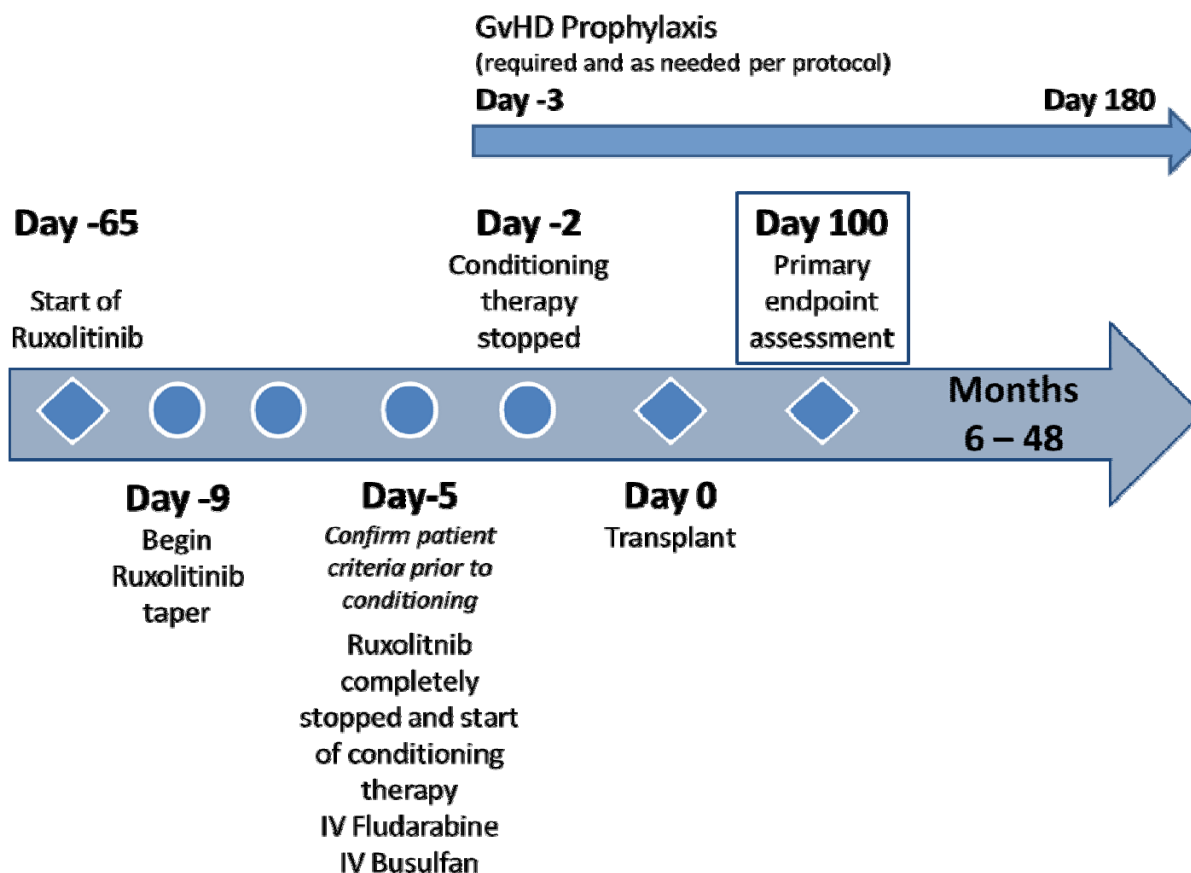 GvHD Prophylaxis
(required and as needed per protocol)
Day -3
Day 180
Day -65
Start of
Ruxolitinib
Day -2
Conditioning
therapy
stopped
Day 100
Primary
endpoint
assessment
Months
6 – 48
Day -9
Begin
Ruxolitinib
taper
Day-5
Confirm patient
criteria prior to
conditioning
Ruxolitnib
completely
stopped and start
of conditioning
therapy
IV Fludarabine
IV Busulfan
Day 0
Transplant